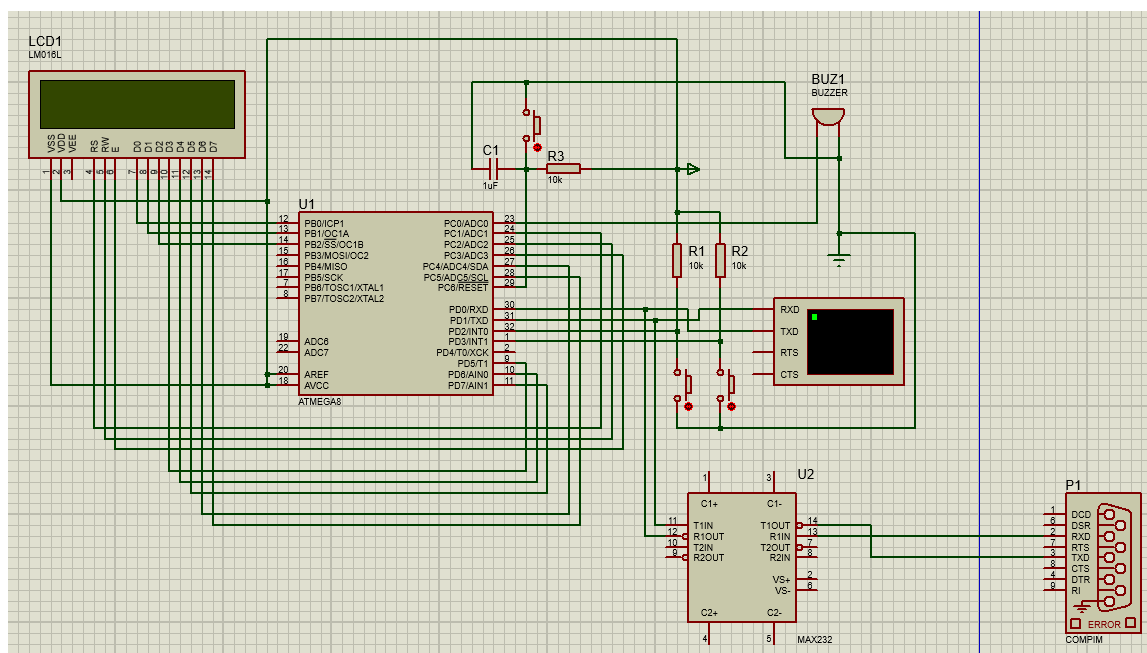 LCD1
LM016L
VSS VDD VEE RS RW E D0 D1 D2 D3 D4 D5 D6 D7
1 2 3 4 5 6 7 8 9 10 11 12 13 14
C1
1uF
R3
10k
BUZ1
BUZZER
U1
12 PB0/ICP1 PC0/ADC0 23
13 PB1/OC1A PC1/ADC1 24
14 PB2/SS/OC1B PC2/ADC2 25
15 PB3/MOSI/OC2 PC3/ADC3 26
16 PB4/MISO PC4/ADC4/SDA 27
17 PB5/SCK PC5/ADC5/SCL 28
7 PB6/TOSC1/XTAL1 PC6/RESET 29
8 PB7/TOSC2/XTAL2
PD0/RXD 30
PD1/TXD 31
PD2/INT0 32
19 ADC6 PD3/INT1 1
22 ADC7 PD4/T0/XCK 2
PD5/T1 9
20 AREF PD6/AIN0 10
18 AVCC PD7/AIN1 11
ATMEGA8
R1
10k
R2
10k
RXD
TXD
RTS
CTS
U2
1 3
C1+ C1-
11 T1IN T1OUT 14
12 R1OUT R1IN 13
10 T2IN T2OUT 7
9 R2OUT R2IN 8
VS+ 2
VS- 6
C2+ C2-
4 5
MAX232
P1
1 DCD
6 DSR
2 RXD
7 RTS
3 TXD
8 CTS
4 DTR
9 RI
ERROR
COMPIM